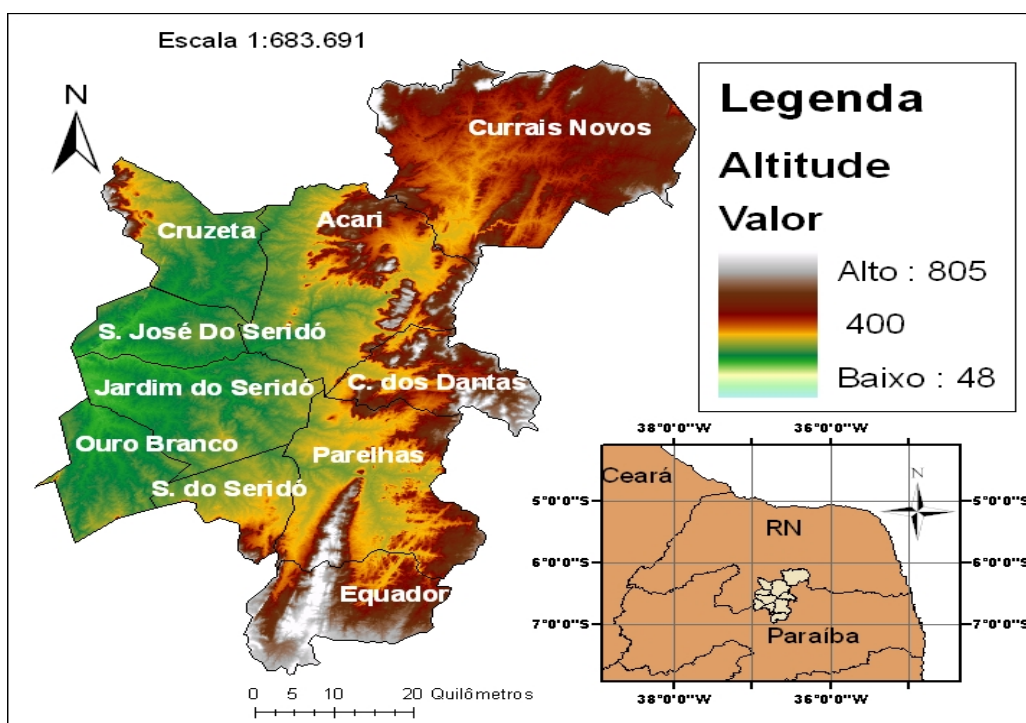 Escala 1:683.691
N
Currais Novos
Acari
Cruzeta
S. José Do Seridó
C. dos Dantas
Jardim do Seridó
Ouro Branco
Parelhas
S. do Seridó
Equador
0 5 10 20 Quilômetros
Legenda
Altitude
Valor
Alto : 805
400
Baixo : 48
38°0'0"W 36°0'0"W
Ceará
N
5°0'0"S 5°0'0"S
RN
6°0'0"S 6°0'0"S
7°0'0"S 7°0'0"S
Paraíba
38°0'0"W 36°0'0"W